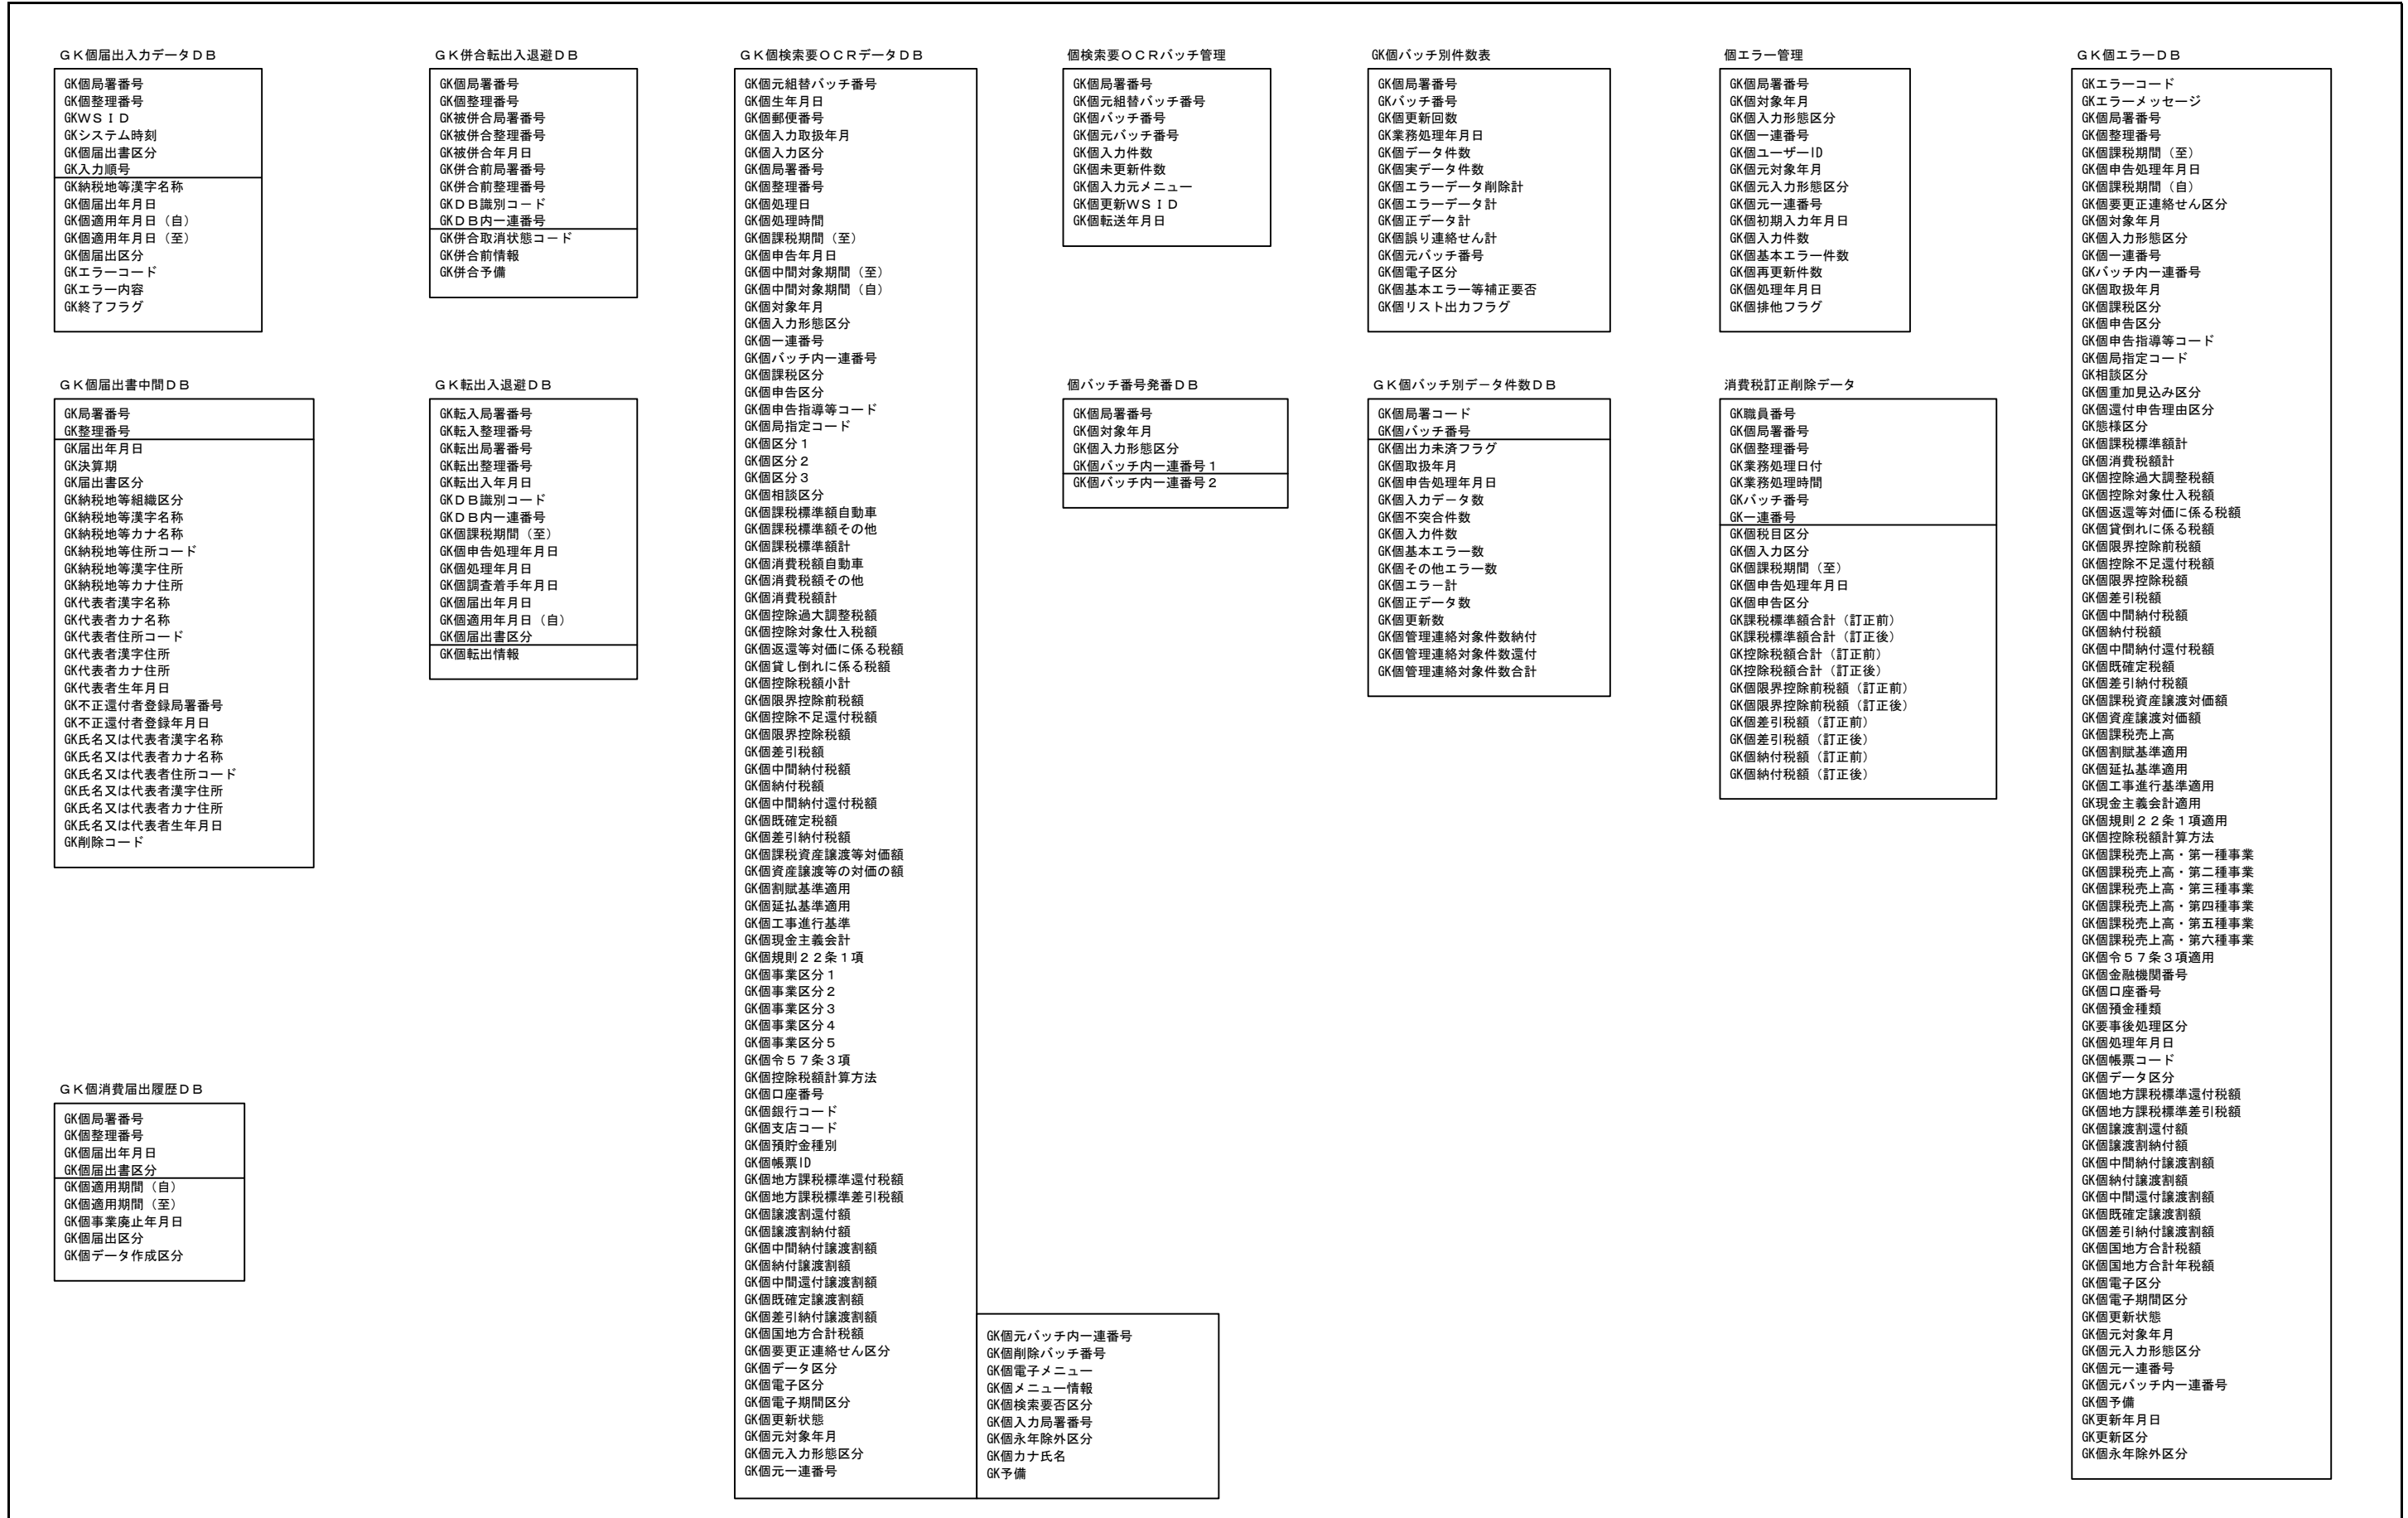 ＧＫ個届出入力データＤＢ
GK個局署番号
GK個整理番号
GKＷＳＩＤ
GKシステム時刻
GK個届出書区分
GK入力順号
GK納税地等漢字名称
GK個届出年月日
GK個適用年月日（自）
GK個適用年月日（至）
GK個届出区分
GKエラーコード
GKエラー内容
GK終了フラグ
ＧＫ個届出書中間ＤＢ
GK局署番号
GK整理番号
GK届出年月日
GK決算期
GK届出書区分
GK納税地等組織区分
GK納税地等漢字名称
GK納税地等カナ名称
GK納税地等住所コード
GK納税地等漢字住所
GK納税地等カナ住所
GK代表者漢字名称
GK代表者カナ名称
GK代表者住所コード
GK代表者漢字住所
GK代表者カナ住所
GK代表者生年月日
GK不正還付者登録局署番号
GK不正還付者登録年月日
GK氏名又は代表者漢字名称
GK氏名又は代表者カナ名称
GK氏名又は代表者住所コード
GK氏名又は代表者漢字住所
GK氏名又は代表者カナ住所
GK氏名又は代表者生年月日
GK削除コード
ＧＫ個消費届出履歴ＤＢ
GK個局署番号
GK個整理番号
GK個届出年月日
GK個届出書区分
GK個適用期間（自）
GK個適用期間（至）
GK個事業廃止年月日
GK個届出区分
GK個データ作成区分
ＧＫ併合転出入退避ＤＢ
GK個局署番号
GK個整理番号
GK被併合局署番号
GK被併合整理番号
GK被併合年月日
GK併合前局署番号
GK併合前整理番号
GKＤＢ識別コード
GKＤＢ内一連番号
GK併合取消状態コード
GK併合前情報
GK併合予備
ＧＫ転出入退避ＤＢ
GK転入局署番号
GK転入整理番号
GK転出局署番号
GK転出整理番号
GK転出入年月日
GKＤＢ識別コード
GKＤＢ内一連番号
GK個課税期間（至）
GK個申告処理年月日
GK個処理年月日
GK個調査着手年月日
GK個届出年月日
GK個適用年月日（自）
GK個届出書区分
GK個転出情報
ＧＫ個検索要ＯＣＲデータＤＢ
GK個元組替バッチ番号
GK個生年月日
GK個郵便番号
GK個入力取扱年月
GK個入力区分
GK個局署番号
GK個整理番号
GK個処理日
GK個処理時間
GK個課税期間（至）
GK個申告年月日
GK個中間対象期間（至）
GK個中間対象期間（自）
GK個対象年月
GK個入力形態区分
GK個一連番号
GK個バッチ内一連番号
GK個課税区分
GK個申告区分
GK個申告指導等コード
GK個局指定コード
GK個区分１
GK個区分２
GK個区分３
GK個相談区分
GK個課税標準額自動車
GK個課税標準額その他
GK個課税標準額計
GK個消費税額自動車
GK個消費税額その他
GK個消費税額計
GK個控除過大調整税額
GK個控除対象仕入税額
GK個返還等対価に係る税額
GK個貸し倒れに係る税額
GK個控除税額小計
GK個限界控除前税額
GK個控除不足還付税額
GK個限界控除税額
GK個差引税額
GK個中間納付税額
GK個納付税額
GK個中間納付還付税額
GK個既確定税額
GK個差引納付税額
GK個課税資産譲渡等対価額
GK個資産譲渡等の対価の額
GK個割賦基準適用
GK個延払基準適用
GK個工事進行基準
GK個現金主義会計
GK個規則２２条１項
GK個事業区分１
GK個事業区分２
GK個事業区分３
GK個事業区分４
GK個事業区分５
GK個令５７条３項
GK個控除税額計算方法
GK個口座番号
GK個銀行コード
GK個支店コード
GK個預貯金種別
GK個帳票ID
GK個地方課税標準還付税額
GK個地方課税標準差引税額
GK個譲渡割還付額
GK個譲渡割納付額
GK個中間納付譲渡割額
GK個納付譲渡割額
GK個中間還付譲渡割額
GK個既確定譲渡割額
GK個差引納付譲渡割額
GK個国地方合計税額
GK個要更正連絡せん区分
GK個データ区分
GK個電子区分
GK個電子期間区分
GK個更新状態
GK個元対象年月
GK個元入力形態区分
GK個元一連番号
GK個元バッチ内一連番号
GK個削除バッチ番号
GK個電子メニュー
GK個メニュー情報
GK個検索要否区分
GK個入力局署番号
GK個永年除外区分
GK個カナ氏名
GK予備
個検索要ＯＣＲバッチ管理
GK個局署番号
GK個元組替バッチ番号
GK個バッチ番号
GK個元バッチ番号
GK個入力件数
GK個未更新件数
GK個入力元メニュー
GK個更新ＷＳＩＤ
GK個転送年月日
個バッチ番号発番ＤＢ
GK個局署番号
GK個対象年月
GK個入力形態区分
GK個バッチ内一連番号１
GK個バッチ内一連番号２
GK個バッチ別件数表
GK個局署番号
GKバッチ番号
GK個更新回数
GK業務処理年月日
GK個データ件数
GK個実データ件数
GK個エラーデータ削除計
GK個エラーデータ計
GK個正データ計
GK個誤り連絡せん計
GK個元バッチ番号
GK個電子区分
GK個基本エラー等補正要否
GK個リスト出力フラグ
ＧＫ個バッチ別データ件数ＤＢ
GK個局署コード
GK個バッチ番号
GK個出力未済フラグ
GK個取扱年月
GK個申告処理年月日
GK個入力データ数
GK個不突合件数
GK個入力件数
GK個基本エラー数
GK個その他エラー数
GK個エラー計
GK個正データ数
GK個更新数
GK個管理連絡対象件数納付
GK個管理連絡対象件数還付
GK個管理連絡対象件数合計
個エラー管理
GK個局署番号
GK個対象年月
GK個入力形態区分
GK個一連番号
GK個ユーザーID
GK個元対象年月
GK個元入力形態区分
GK個元一連番号
GK個初期入力年月日
GK個入力件数
GK個基本エラー件数
GK個再更新件数
GK個処理年月日
GK個排他フラグ
消費税訂正削除データ
GK職員番号
GK個局署番号
GK個整理番号
GK業務処理日付
GK業務処理時間
GKバッチ番号
GK一連番号
GK個税目区分
GK個入力区分
GK個課税期間（至）
GK個申告処理年月日
GK個申告区分
GK課税標準額合計（訂正前）
GK課税標準額合計（訂正後）
GK控除税額合計（訂正前）
GK控除税額合計（訂正後）
GK個限界控除前税額（訂正前）
GK個限界控除前税額（訂正後）
GK個差引税額（訂正前）
GK個差引税額（訂正後）
GK個納付税額（訂正前）
GK個納付税額（訂正後）
ＧＫ個エラーＤＢ
GKエラーコード
GKエラーメッセージ
GK個局署番号
GK個整理番号
GK個課税期間（至）
GK個申告処理年月日
GK個課税期間（自）
GK個要更正連絡せん区分
GK個対象年月
GK個入力形態区分
GK個一連番号
GKバッチ内一連番号
GK個取扱年月
GK個課税区分
GK個申告区分
GK個申告指導等コード
GK個局指定コード
GK相談区分
GK個重加見込み区分
GK個還付申告理由区分
GK態様区分
GK個課税標準額計
GK個消費税額計
GK個控除過大調整税額
GK個控除対象仕入税額
GK個返還等対価に係る税額
GK個貸倒れに係る税額
GK個限界控除前税額
GK個控除不足還付税額
GK個限界控除税額
GK個差引税額
GK個中間納付税額
GK個納付税額
GK個中間納付還付税額
GK個既確定税額
GK個差引納付税額
GK個課税資産譲渡対価額
GK個資産譲渡対価額
GK個課税売上高
GK個割賦基準適用
GK個延払基準適用
GK個工事進行基準適用
GK現金主義会計適用
GK個規則２２条１項適用
GK個控除税額計算方法
GK個課税売上高・第一種事業
GK個課税売上高・第二種事業
GK個課税売上高・第三種事業
GK個課税売上高・第四種事業
GK個課税売上高・第五種事業
GK個課税売上高・第六種事業
GK個令５７条３項適用
GK個金融機関番号
GK個口座番号
GK個預金種類
GK要事後処理区分
GK個処理年月日
GK個帳票コード
GK個データ区分
GK個地方課税標準還付税額
GK個地方課税標準差引税額
GK個譲渡割還付額
GK個譲渡割納付額
GK個中間納付譲渡割額
GK個納付譲渡割額
GK個中間還付譲渡割額
GK個既確定譲渡割額
GK個差引納付譲渡割額
GK個国地方合計税額
GK個国地方合計年税額
GK個電子区分
GK個電子期間区分
GK個更新状態
GK個元対象年月
GK個元入力形態区分
GK個元一連番号
GK個元バッチ内一連番号
GK個予備
GK更新年月日
GK更新区分
GK個永年除外区分